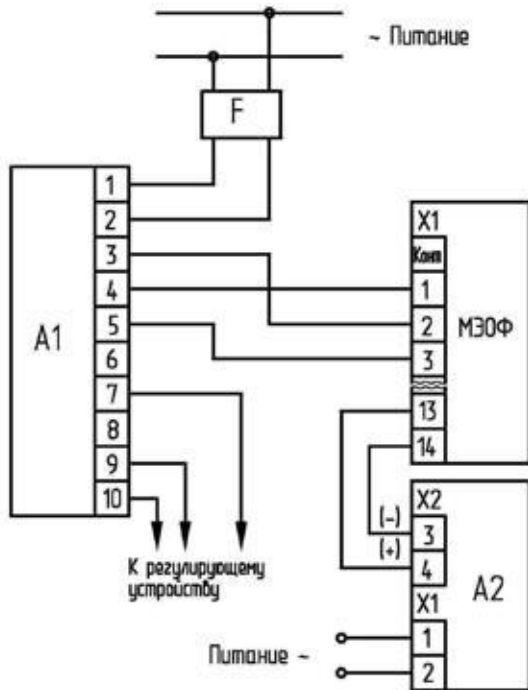 ~ Питание
F
A1
1
2
3
4
5
6
7
8
9
10
К регулирующему
устройству
X1
Конт
1
2
3
13
14
МЭОФ
X2
(-)
3
(+)
4
X1
1
2
A2
Питание ~